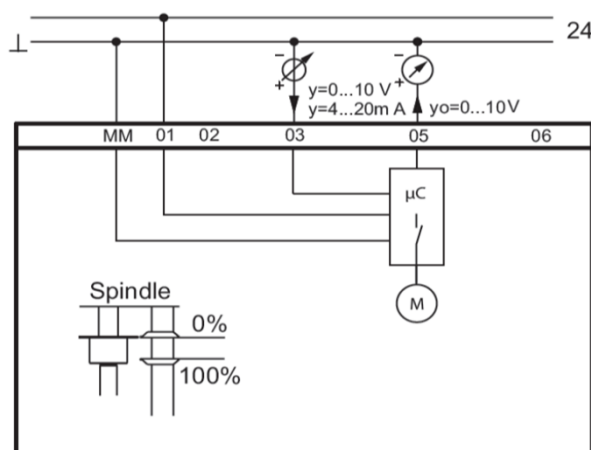 24
⊥
- -
+ +
y=0...10 V
y=4...20m A yo=0...10V
MM 01 02 03 05 06
µC
M
Spindle
0%
100%